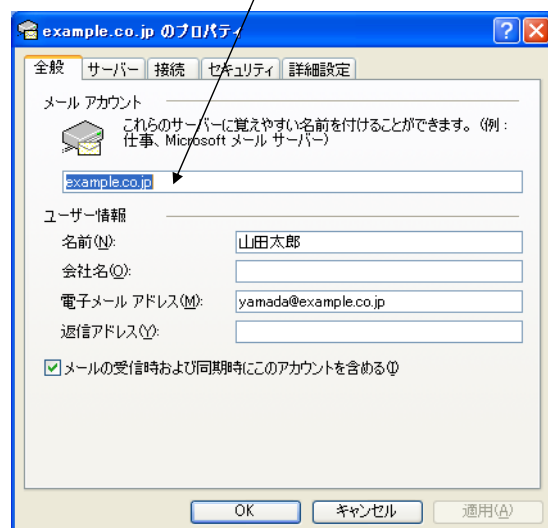 example.co.jp のプロパティ
全般 サーバー 接続 セキュリティ 詳細設定
メール アカウント
これらのサーバーに覚えやすい名前を付けることができます。(例:
仕事、Microsoft メール サーバー)
example.co.jp
ユーザー情報
名前(N): 山田太郎
会社名(O):
電子メール アドレス(M): yamada@example.co.jp
返信アドレス(Y):
メールの受信時および同期時にこのアカウントを含める(I)
OK キャンセル 適用(A)